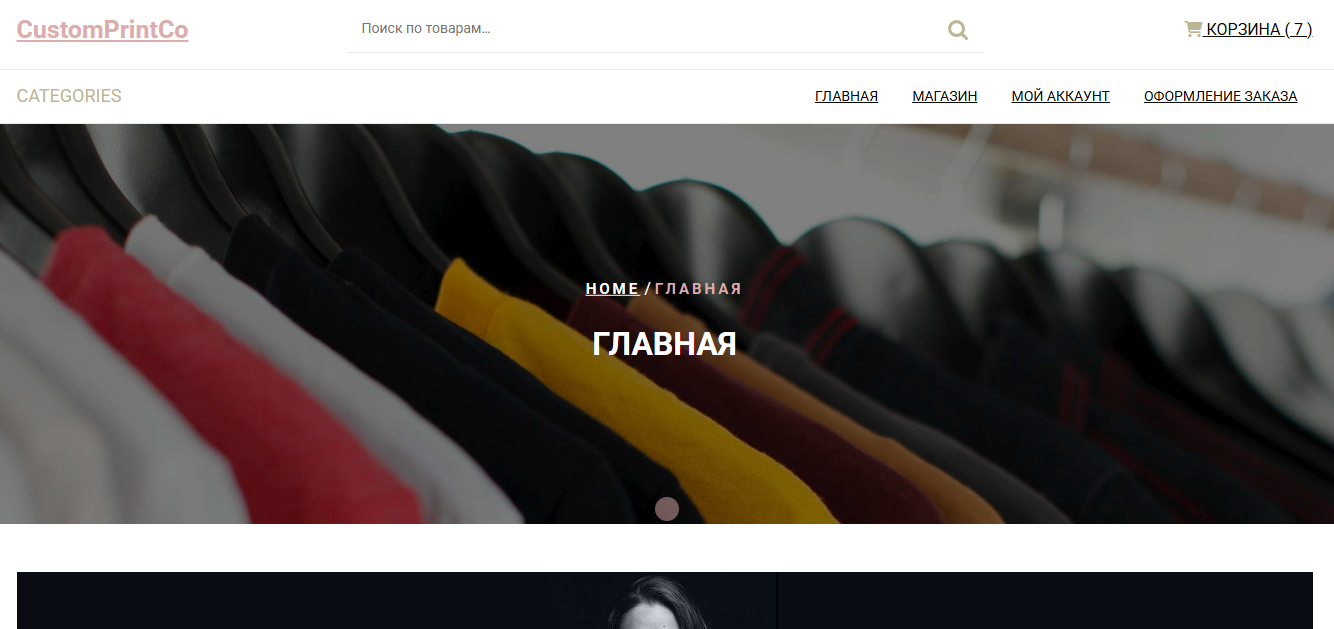 CustomPrintCo
Поиск по товарам...
КОРЗИНА ( 7 )
CATEGORIES
ГЛАВНАЯ
МАГАЗИН
МОЙ АККАУНТ
ОФОРМЛЕНИЕ ЗАКАЗА
HOME / ГЛАВНАЯ
ГЛАВНАЯ